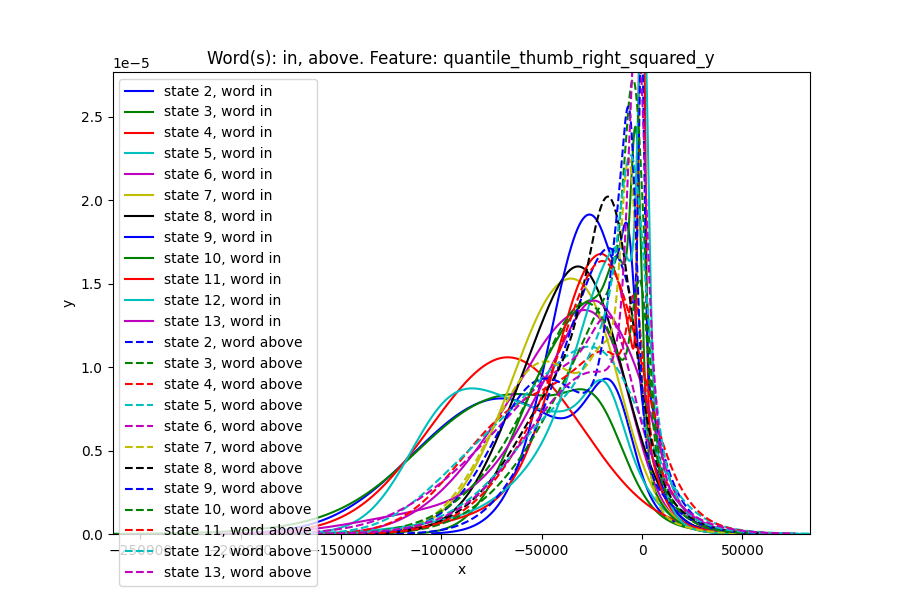 Word(s): in, above. Feature: quantile_thumb_right_squared_y
1e−5
2.5
2.0
1.5
1.0
0.5
0.0
y
state 2, word in
state 3, word in
state 4, word in
state 5, word in
state 6, word in
state 7, word in
state 8, word in
state 9, word in
state 10, word in
state 11, word in
state 12, word in
state 13, word in
state 2, word above
state 3, word above
state 4, word above
state 5, word above
state 6, word above
state 7, word above
state 8, word above
state 9, word above
state 10, word above
state 11, word above
state 12, word above
state 13, word above
−250000 −200000 −150000 −100000 −50000 0 50000
x